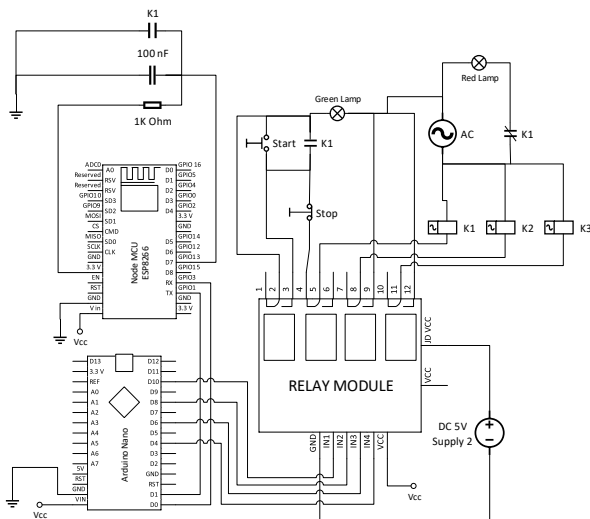 K1
100 nF
1K Ohm
Green Lamp
Red Lamp
Start
K1
AC
K1
Stop
K1
K2
K3
ADC0 A0 D0 GPIO 16
Reserved RSV D1 GPIO5
Reserved RSV D2 GPIO4
GPIO10 SD3 D3 GPIO0
GPIO9 SD2 D4 GPIO2
MOSI SD1 3.3 V
CS CMD GND
MISO SD0 D5 GPIO14
SCLK CLK D6 GPIO12
GND D7 GPIO13
3.3 V D8 GPIO15
EN RX GPIO3
RST TX GPIO1
GND GND
Vin 3.3 V
Node MCU
ESP8266
Vcc
1 2 3 4 5 6 7 8 9 10 11 12
RELAY MODULE
JD VCC
VCC
GND IN1 IN2 IN3 IN4 VCC
DC 5V
Supply 2
Vcc
D13 D12
3.3 V D11
REF D10
A0 D9
A1 D8
A2 D7
A3 D6
A4 D5
A5 D4
A6 D3
A7 D2
5V GND
RST RST
GND D1
VIN D0
Arduino Nano
Vcc